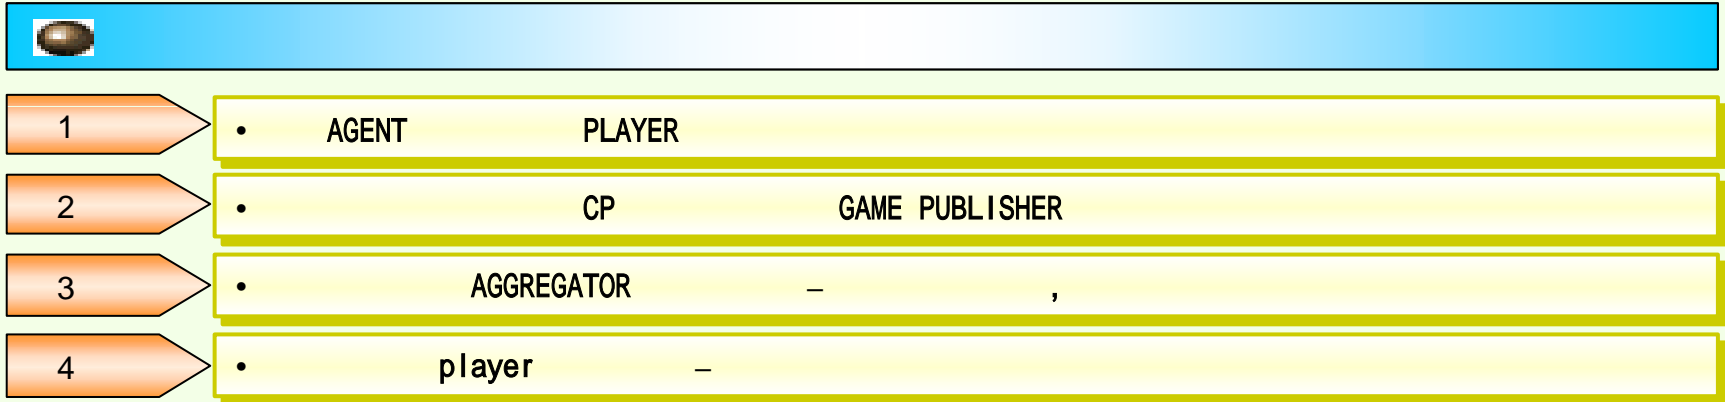 1
• AGENT PLAYER
2
• CP GAME PUBLISHER
3
• AGGREGATOR – ,
4
• player –